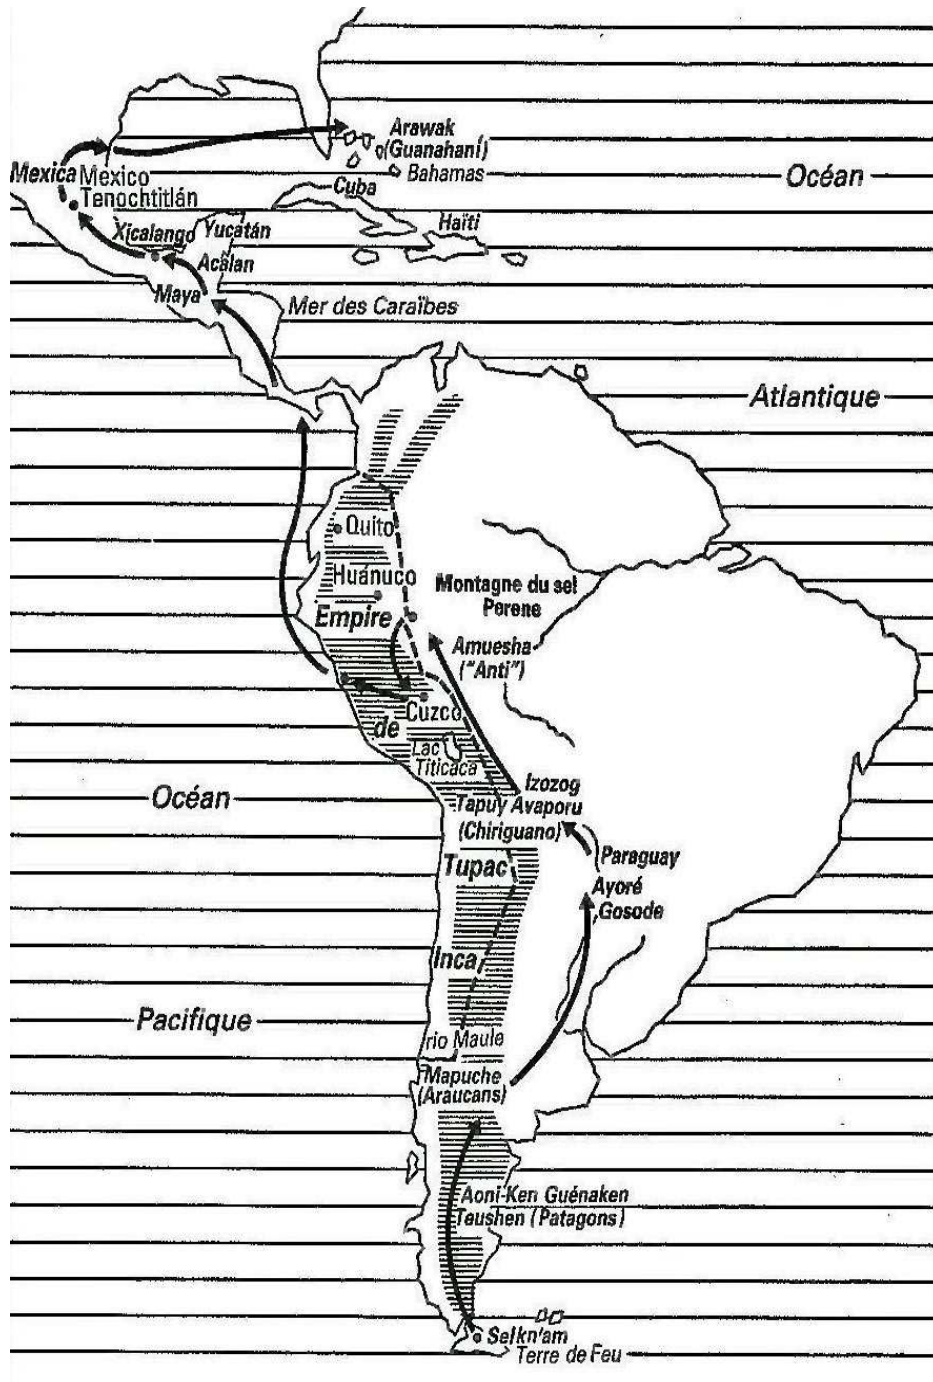 Arawak
(Guanahaní)
Bahamas
Océan
Mexica
Mexico
Tenochtitlán
Cuba
Haïti
Xicalango
Yucatán
Acalan
Maya
Mer des Caraïbes
Atlantique
Quito
Huánuco
Montagne du sel
Perene
Empire
Amuesha
("Anti")
Cuzco
de
Lac
Titicaca
Océan
Izozog
Tapuy Avaporu
(Chiriguano)
Paraguay
Tupac
Ayoré
Gosode
Inca
Pacifique
rio Maule
Mapuche
(Araucans)
Aoni-Ken Guénaken
Teushen (Patagons)
Selkn'am
Terre de Feu